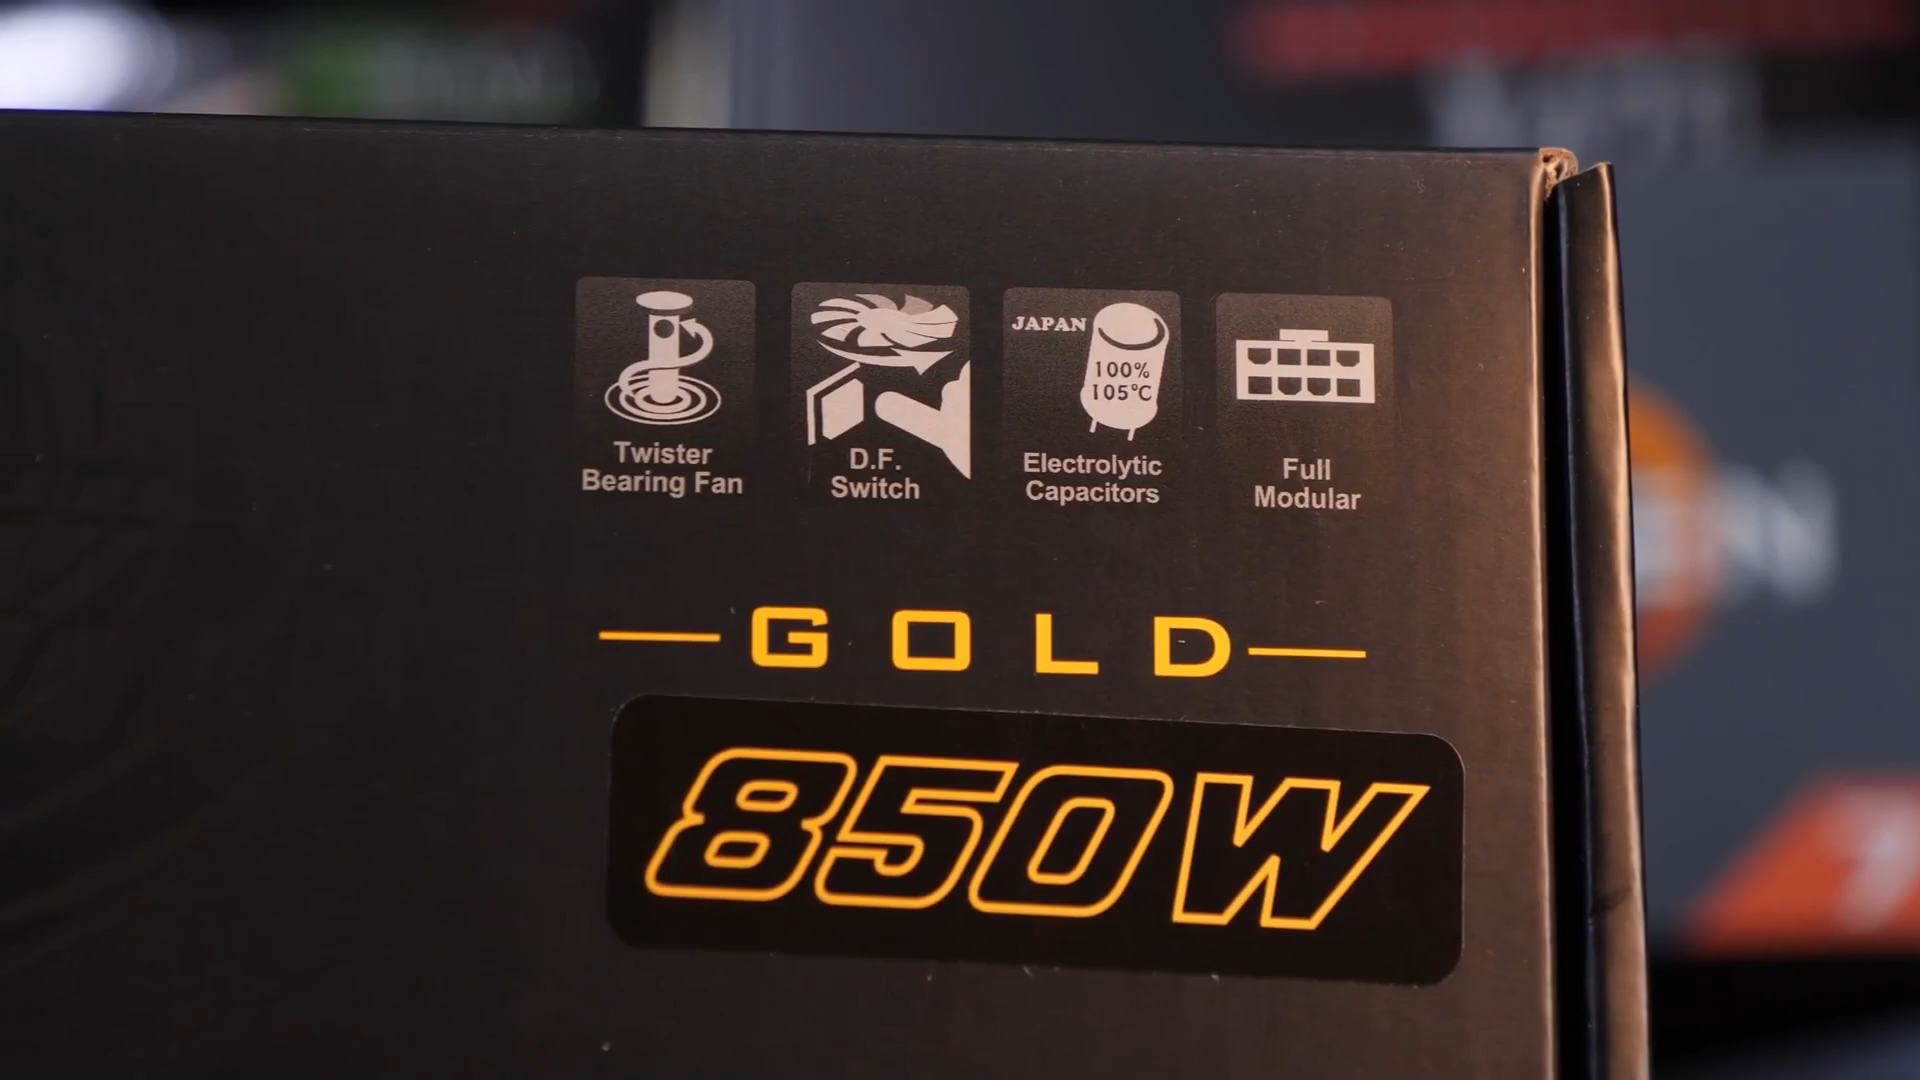 JAPAN
100%
105°C
Twister
Bearing Fan
D.F.
Switch
Electrolytic
Capacitors
Full
Modular
GOLD
850W